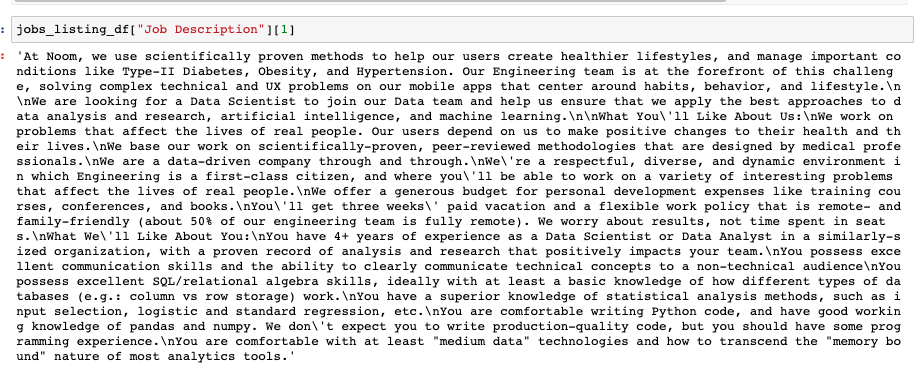 jobs_listing_df["Job Description"][1]
'At Noom, we use scientifically proven methods to help our users create healthier lifestyles, and manage important co
nditions like Type-II Diabetes, Obesity, and Hypertension. Our Engineering team is at the forefront of this challeng
e, solving complex technical and UX problems on our mobile apps that center around habits, behavior, and lifestyle.\n
\nWe are looking for a Data Scientist to join our Data team and help us ensure that we apply the best approaches to d
ata analysis and research, artificial intelligence, and machine learning.\n\nWhat You\'ll Like About Us:\nWe work on
problems that affect the lives of real people. Our users depend on us to make positive changes to their health and th
eir lives.\nWe base our work on scientifically-proven, peer-reviewed methodologies that are designed by medical profe
ssionals.\nWe are a data-driven company through and through.\nWe\'re a respectful, diverse, and dynamic environment i
n which Engineering is a first-class citizen, and where you\'ll be able to work on a variety of interesting problems
that affect the lives of real people.\nWe offer a generous budget for personal development expenses like training cou
rses, conferences, and books.\nYou\'ll get three weeks\' paid vacation and a flexible work policy that is remote- and
family-friendly (about 50% of our engineering team is fully remote). We worry about results, not time spent in seat
s.\nWhat We\'ll Like About You:\nYou have 4+ years of experience as a Data Scientist or Data Analyst in a similarly-s
ized organization, with a proven record of analysis and research that positively impacts your team.\nYou possess exce
llent communication skills and the ability to clearly communicate technical concepts to a non-technical audience\nYou
possess excellent SQL/relational algebra skills, ideally with at least a basic knowledge of how different types of da
tabases (e.g.: column vs row storage) work.\nYou have a superior knowledge of statistical analysis methods, such as i
nput selection, logistic and standard regression, etc.\nYou are comfortable writing Python code, and have good workin
g knowledge of pandas and numpy. We don\'t expect you to write production-quality code, but you should have some prog
ramming experience.\nYou are comfortable with at least "medium data" technologies and how to transcend the "memory bo
und" nature of most analytics tools.'